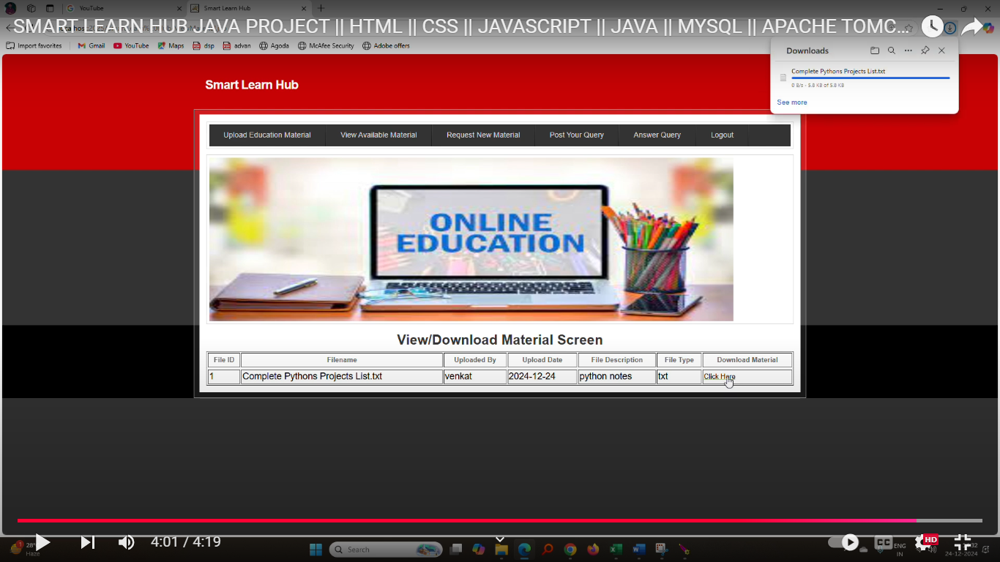 YouTube
Smart Learn Hub
SMART LEARN HUB JAVA PROJECT || HTML || CSS || JAVASCRIPT || JAVA || MYSQL || APACHE TOMC...
Import favorites
Gmail
YouTube
Maps
dsp
advan
Agoda
McAfee Security
Adobe offers
Downloads
Complete Pythons Projects List.txt
0 B/s - 5.8 KB of 5.8 KB
See more
Smart Learn Hub
Upload Education Material
View Available Material
Request New Material
Post Your Query
Answer Query
Logout
ONLINE
EDUCATION
View/Download Material Screen
File ID Filename Uploaded By Upload Date File Description File Type Download Material
1 Complete Pythons Projects List.txt venkat 2024-12-24 python notes txt Click Here
4:01 / 4:19
28°
Haze
Search
CC
HD
ENG
IN
24-12-2024